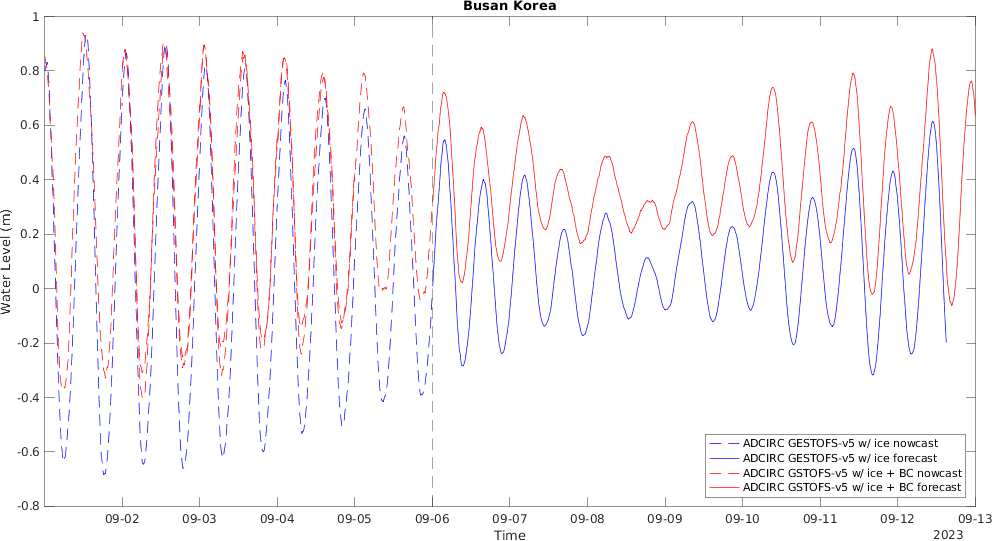 Busan Korea
1
0.8
0.6
0.4
0.2
0
-0.2
-0.4
-0.6
-0.8
Water Level (m)
ADCIRC GESTOFS-v5 w/ ice nowcast
ADCIRC GESTOFS-v5 w/ ice forecast
ADCIRC GSTOFS-v5 w/ ice + BC nowcast
ADCIRC GSTOFS-v5 w/ ice + BC forecast
09-02 09-03 09-04 09-05 09-06 09-07 09-08 09-09 09-10 09-11 09-12 09-13
Time
2023